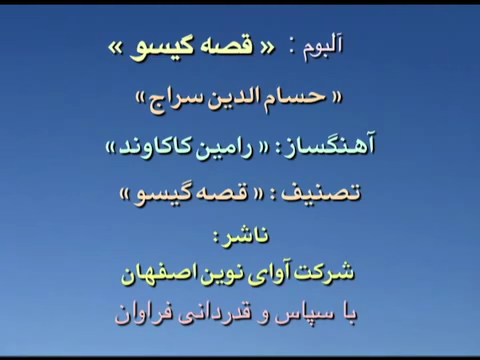 آلبوم : « قصه گیسو »
« حسام الدین سراج »
آهنگساز : « رامین کاکاوند »
تصنیف : « قصه گیسو »
ناشر :
شرکت آوای نوین اصفهان
با سپاس و قدردانی فراوان